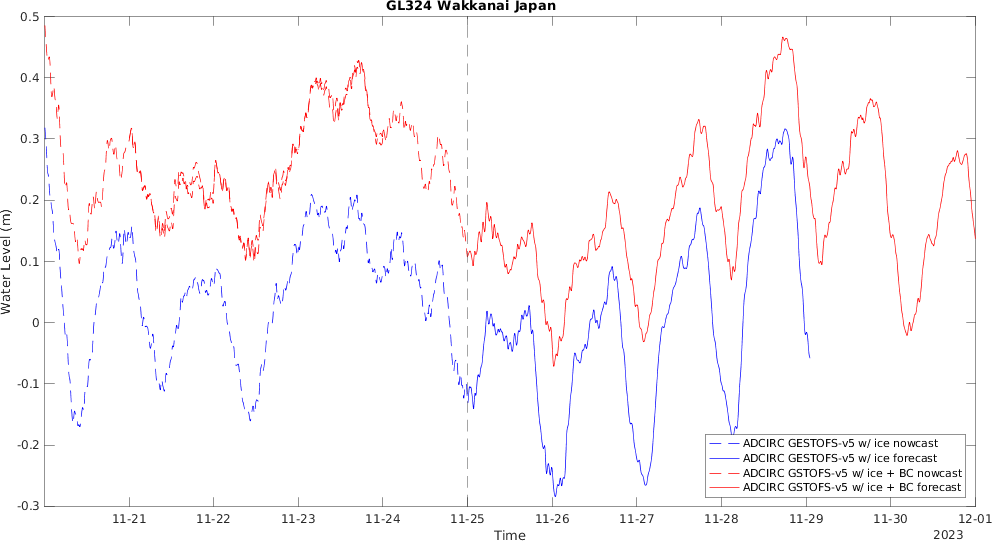 GL324 Wakkanai Japan
Water Level (m)
0.5
0.4
0.3
0.2
0.1
0
-0.1
-0.2
-0.3
ADCIRC GESTOFS-v5 w/ ice nowcast
ADCIRC GESTOFS-v5 w/ ice forecast
ADCIRC GSTOFS-v5 w/ ice + BC nowcast
ADCIRC GSTOFS-v5 w/ ice + BC forecast
11-21 11-22 11-23 11-24 11-25 11-26 11-27 11-28 11-29 11-30 12-01
Time
2023